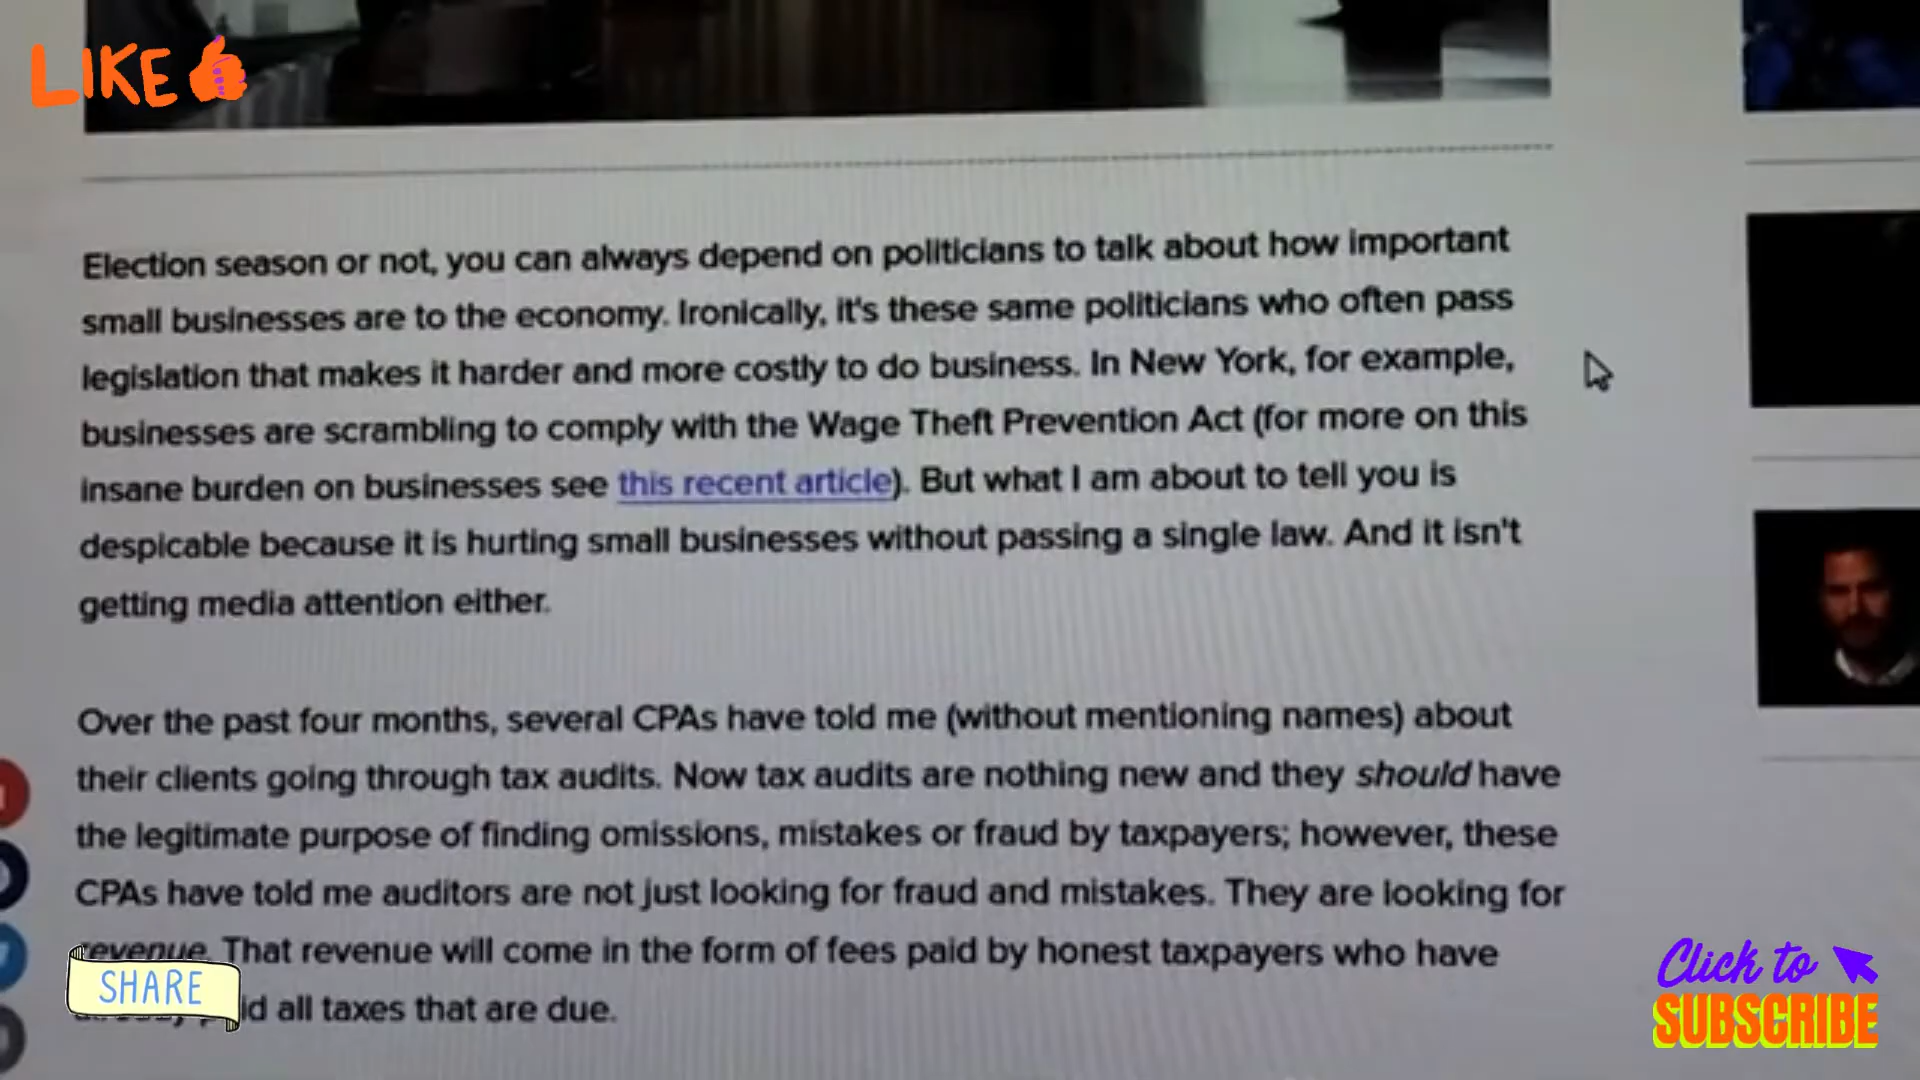 LIKE
Election season or not, you can always depend on politicians to talk about how important
small businesses are to the economy. Ironically, it's these same politicians who often pass
legislation that makes it harder and more costly to do business. In New York, for example,
businesses are scrambling to comply with the Wage Theft Prevention Act (for more on this
insane burden on businesses see this recent article). But what I am about to tell you is
despicable because it is hurting small businesses without passing a single law. And it isn't
getting media attention either.
Over the past four months, several CPAs have told me (without mentioning names) about
their clients going through tax audits. Now tax audits are nothing new and they should have
the legitimate purpose of finding omissions, mistakes or fraud by taxpayers; however, these
CPAs have told me auditors are not just looking for fraud and mistakes. They are looking for
revenue. That revenue will come in the form of fees paid by honest taxpayers who have
all taxes that are due.
SHARE
Click to
SUBSCRIBE